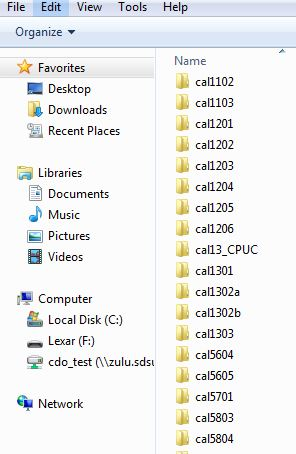 File Edit View Tools Help
Organize
Favorites
Desktop
Downloads
Recent Places
Libraries
Documents
Music
Pictures
Videos
Computer
Local Disk (C:)
Lexar (F:)
cdo_test (\\zulu.sdsu
Network
Name
cal1102
cal1103
cal1201
cal1202
cal1203
cal1204
cal1205
cal1206
cal13_CPUC
cal1301
cal1302a
cal1302b
cal1303
cal5604
cal5605
cal5701
cal5803
cal5804